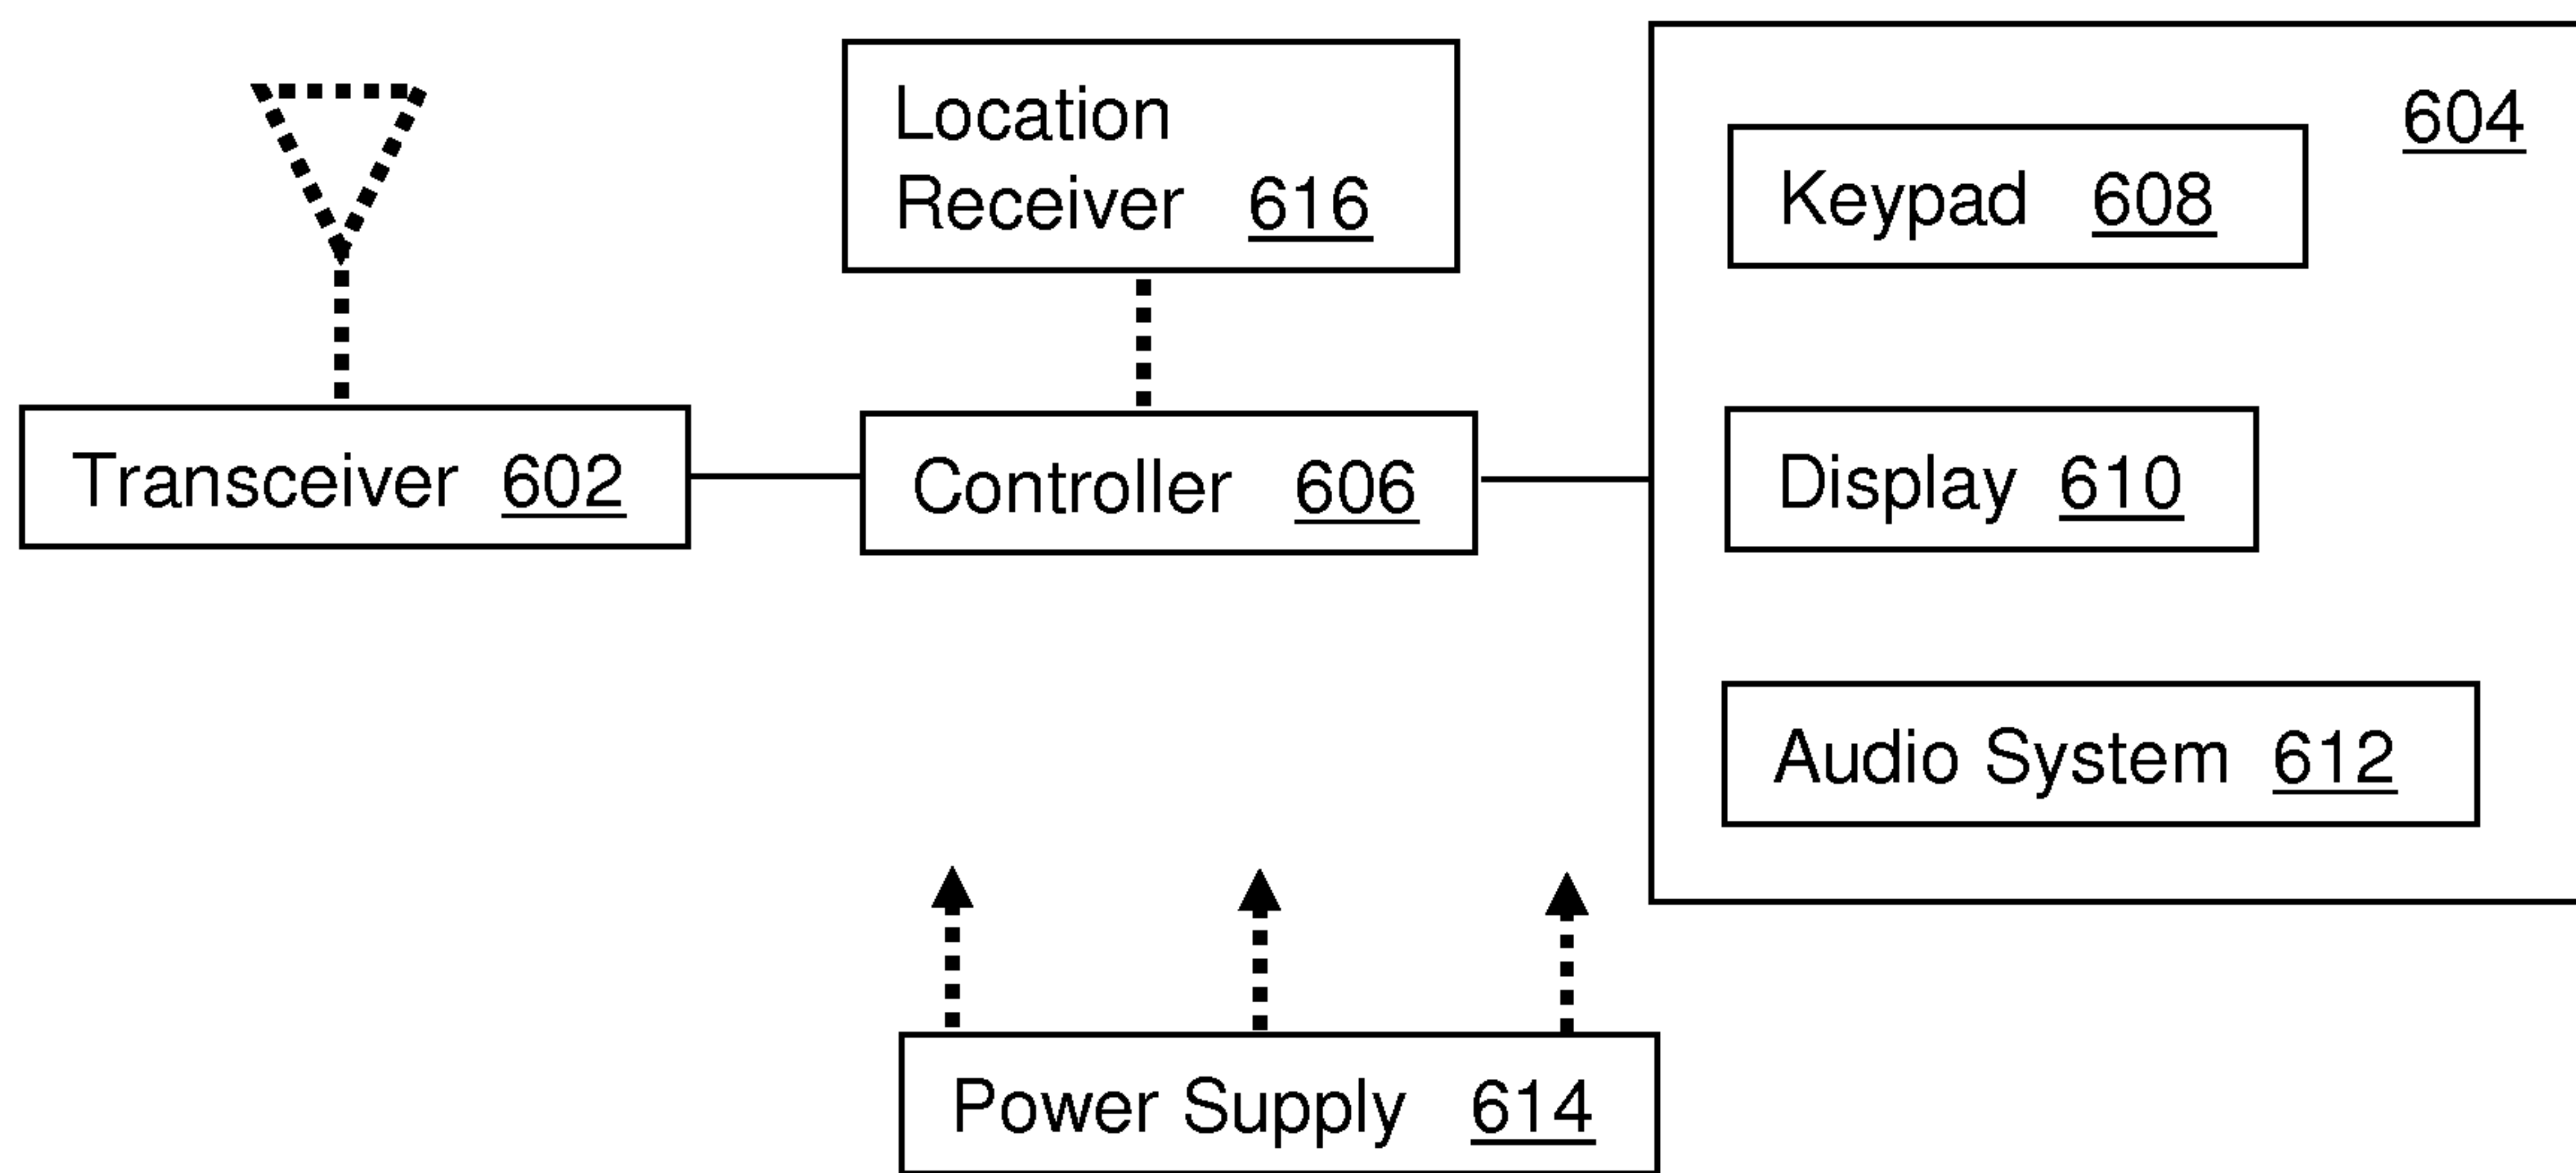 Location
Receiver 616
604
Keypad 608
Transceiver 602
Controller 606
Display 610
Audio System 612
Power Supply 614